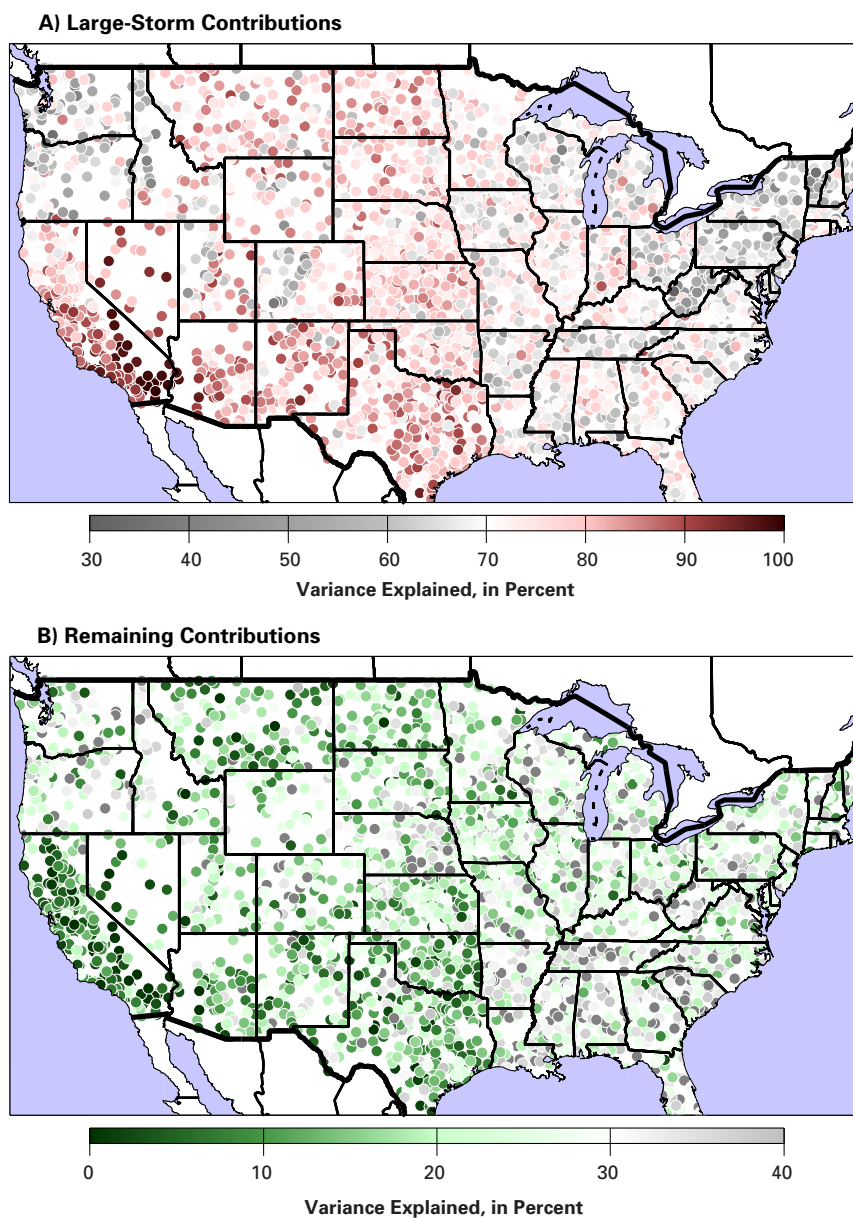 A) Large-Storm Contributions
30 40 50 60 70 80 90 100
Variance Explained, in Percent
B) Remaining Contributions
0 10 20 30 40
Variance Explained, in Percent